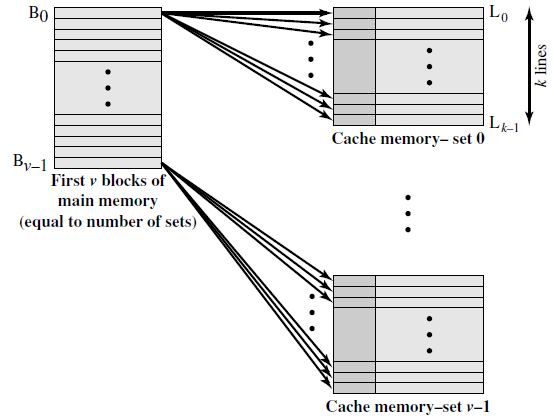 B0
L0
k lines
Lk–1
Cache memory– set 0
Bv–1
First v blocks of
main memory
(equal to number of sets)
Cache memory–set v–1